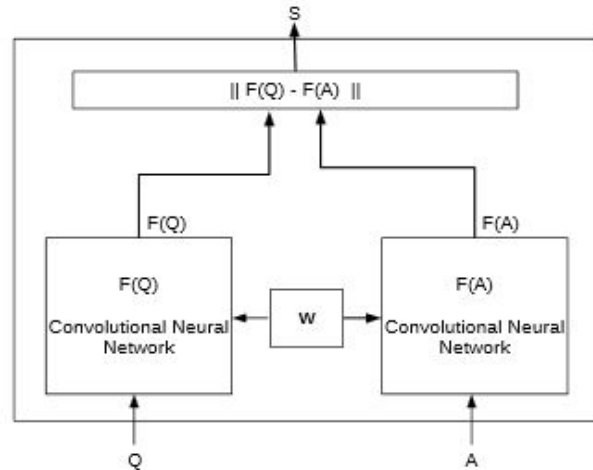 S
|| F(Q) - F(A) ||
F(Q)
F(A)
F(Q)
Convolutional Neural
Network
W
F(A)
Convolutional Neural
Network
Q
A